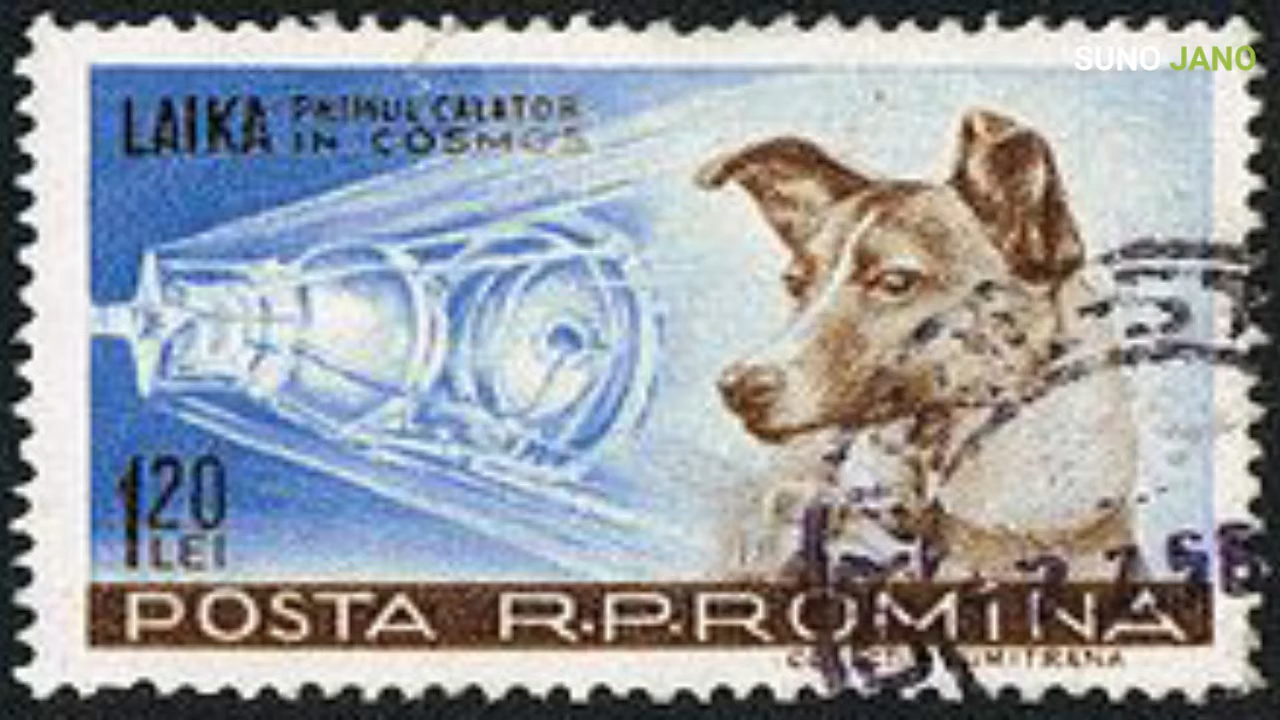 SUNO JANO
LAIKA PRIMUL CALATOR
IN COSMOS
1.20
LEI
POSTA R.P.ROMINA